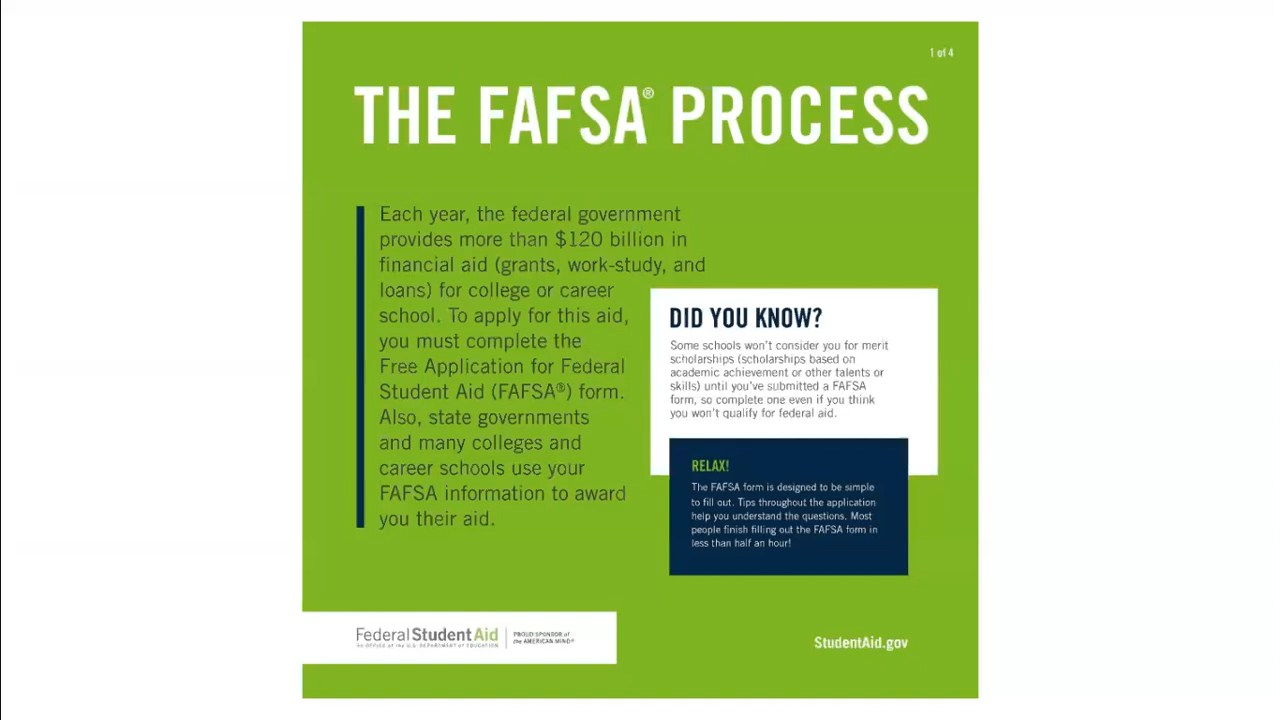 1 of 4
THE FAFSA® PROCESS
Each year, the federal government
provides more than $120 billion in
financial aid (grants, work-study, and
loans) for college or career
school. To apply for this aid,
you must complete the
Free Application for Federal
Student Aid (FAFSA®) form.
Also, state governments
and many colleges and
career schools use your
FAFSA information to award
you their aid.
DID YOU KNOW?
Some schools won't consider you for merit
scholarships (scholarships based on
academic achievement or other talents or
skills) until you've submitted a FAFSA
form, so complete one even if you think
you won't qualify for federal aid.
RELAX!
The FAFSA form is designed to be simple
to fill out. Tips throughout the application
help you understand the questions. Most
people finish filling out the FAFSA form in
less than half an hour!
Federal Student Aid
An OFFICE of the U.S. DEPARTMENT of EDUCATION
PROUD SPONSOR of
the AMERICAN MIND®
StudentAid.gov